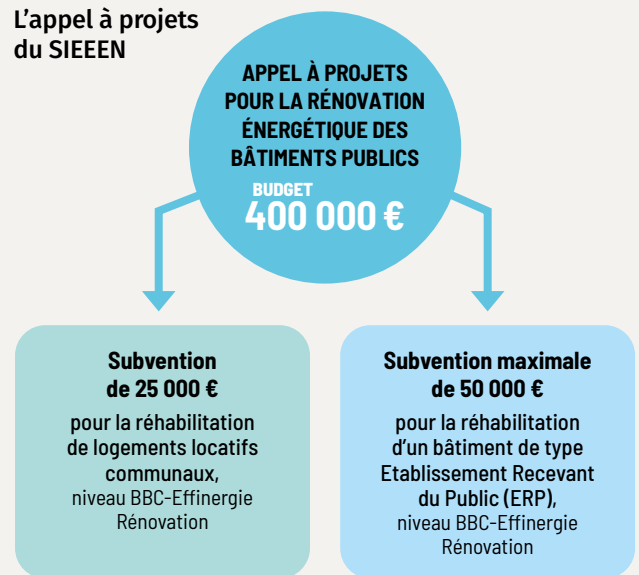 L'appel à projets
du SIEEEN
APPEL À PROJETS
POUR LA RÉNOVATION
ÉNERGÉTIQUE DES
BÂTIMENTS PUBLICS
BUDGET
400 000 €
Subvention
de 25 000 €
pour la réhabilitation
de logements locatifs
communaux,
niveau BBC-Effinergie
Rénovation
Subvention maximale
de 50 000 €
pour la réhabilitation
d'un bâtiment de type
Etablissement Recevant
du Public (ERP),
niveau BBC-Effinergie
Rénovation